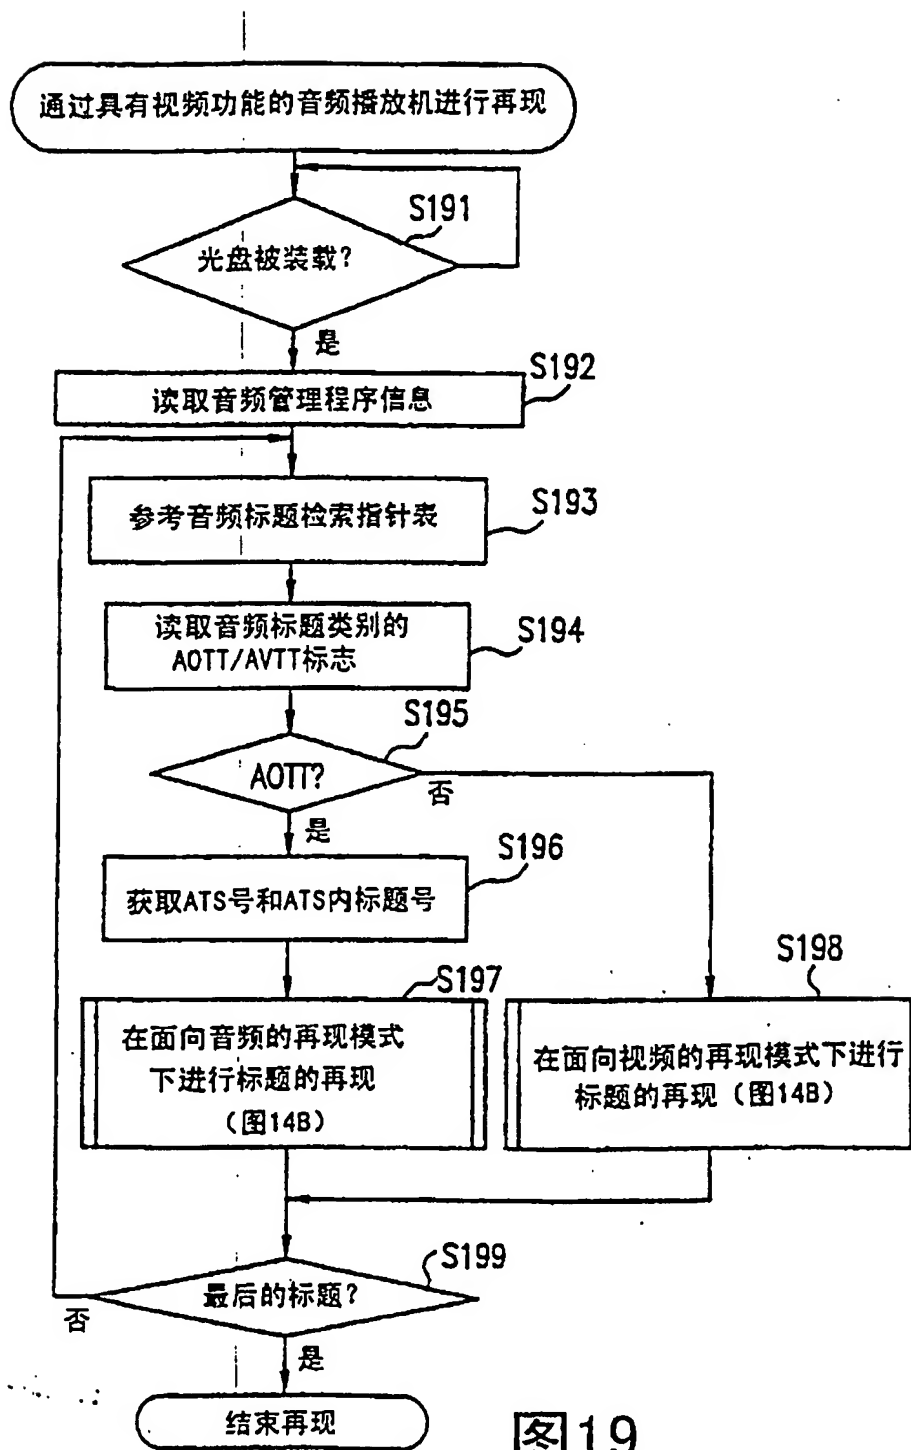 通过具有视频功能的音频播放机进行再现
S191
光盘被装载?
是
S192
读取音频管理程序信息
S193
参考音频标题检索指针表
S194
读取音频标题类别的
AOTT/AVTT标志
S195
AOTT?
否
是
S196
获取ATS号和ATS内标题号
S197
在面向音频的再现模式
下进行标题的再现
(图14B)
S198
在面向视频的再现模式下进行
标题的再现(图14B)
S199
最后的标题?
否
是
结束再现
图19